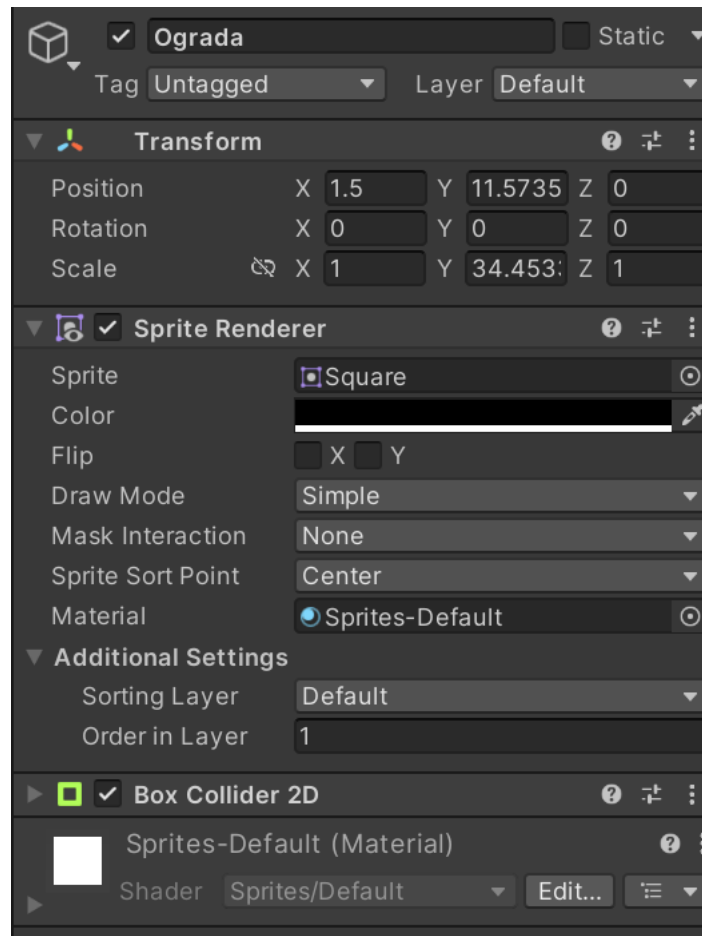 Ograda Static
Tag Untagged Layer Default
Transform
Position X 1.5 Y 11.5735 Z 0
Rotation X 0 Y 0 Z 0
Scale X 1 Y 34.453 Z 1
Sprite Renderer
Sprite Square
Color
Flip X Y
Draw Mode Simple
Mask Interaction None
Sprite Sort Point Center
Material Sprites-Default
Additional Settings
Sorting Layer Default
Order in Layer 1
Box Collider 2D
Sprites-Default (Material)
Shader Sprites/Default Edit...